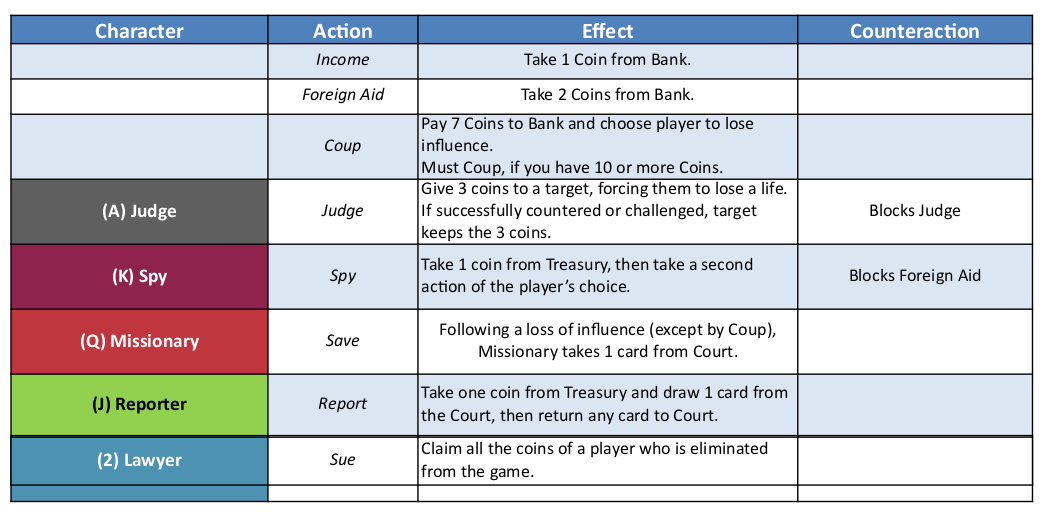 Character Action Effect Counteraction
Income Take 1 Coin from Bank.
Foreign Aid Take 2 Coins from Bank.
Coup Pay 7 Coins to Bank and choose player to lose
influence.
Must Coup, if you have 10 or more Coins.
(A) Judge Judge Give 3 coins to a target, forcing them to lose a life.
If successfully countered or challenged, target
keeps the 3 coins.
Blocks Judge
(K) Spy Spy Take 1 coin from Treasury, then take a second
action of the player’s choice.
Blocks Foreign Aid
(Q) Missionary Save Following a loss of influence (except by Coup),
Missionary takes 1 card from Court.
(J) Reporter Report Take one coin from Treasury and draw 1 card from
the Court, then return any card to Court.
(2) Lawyer Sue Claim all the coins of a player who is eliminated
from the game.